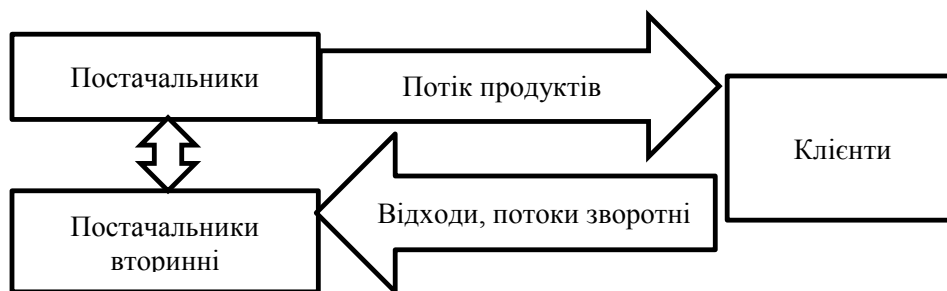 Постачальники
Потік продуктів
Клієнти
Відходи, потоки зворотні
Постачальники
вторинні